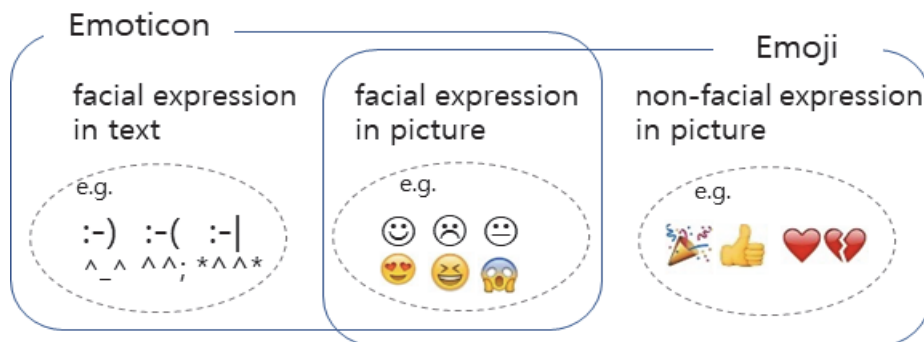 Emoticon
Emoji
facial expression
in text
facial expression
in picture
non-facial expression
in picture
e.g.
:-) :-( :-|
^_^ ^^; *^^*
e.g.
☺ ☹ 😐
😍 😆 😱
e.g.
🎉 👍 ❤️💔